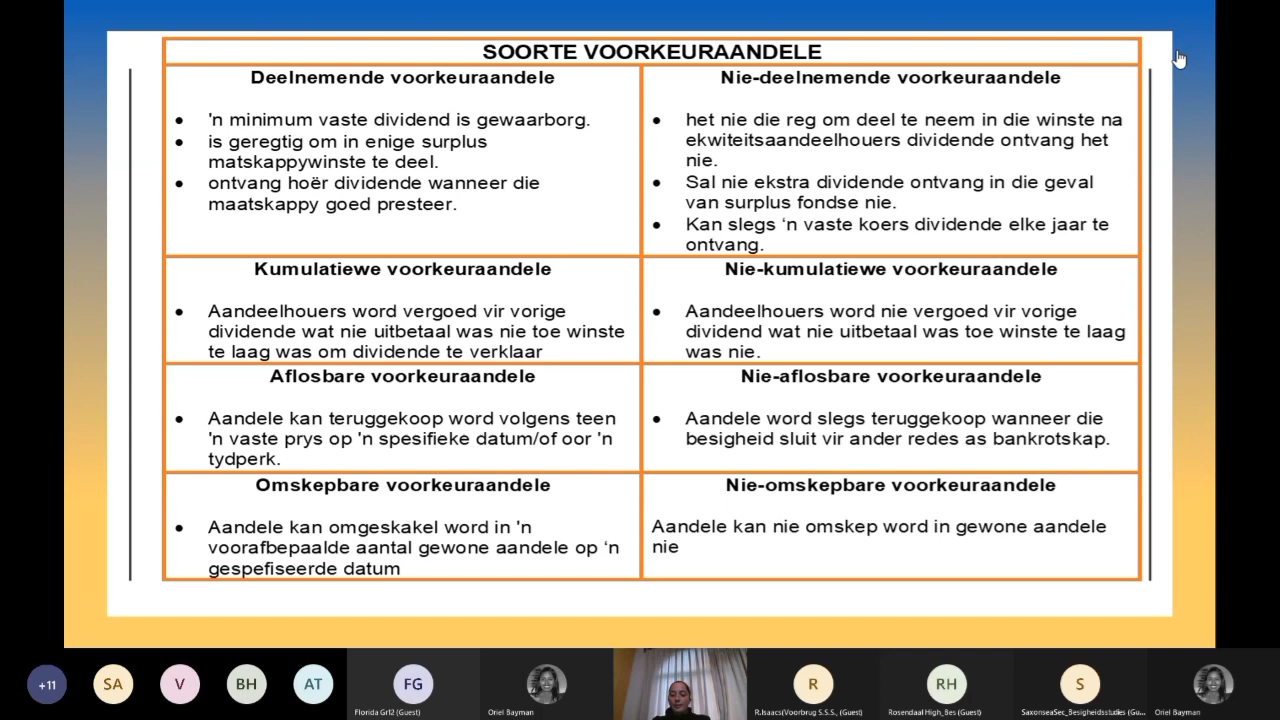 SOORTE VOORKEURAANDELE
Deelnemende voorkeuraandele
• 'n minimum vaste dividend is gewaarborg.
• is geregtig om in enige surplus
matskappywinste te deel.
• ontvang hoër dividende wanneer die
maatskappy goed presteer.
Nie-deelnemende voorkeuraandele
• het nie die reg om deel te neem in die winste na
ekwiteitsaandeelhouers dividende ontvang het
nie.
• Sal nie ekstra dividende ontvang in die geval
van surplus fondse nie.
• Kan slegs ‘n vaste koers dividende elke jaar te
ontvang.
Kumulatiewe voorkeuraandele
• Aandeelhouers word vergoed vir vorige
dividende wat nie uitbetaal was nie toe winste
te laag was om dividende te verklaar
Nie-kumulatiewe voorkeuraandele
• Aandeelhouers word nie vergoed vir vorige
dividend wat nie uitbetaal was toe winste te laag
was nie.
Aflosbare voorkeuraandele
• Aandele kan teruggekoop word volgens teen
'n vaste prys op 'n spesifieke datum/of oor 'n
tydperk.
Nie-aflosbare voorkeuraandele
• Aandele word slegs teruggekoop wanneer die
besigheid sluit vir ander redes as bankrotskap.
Omskepbare voorkeuraandele
• Aandele kan omgeskakel word in 'n
voorafbepaalde aantal gewone aandele op ‘n
gespefiseerde datum
Nie-omskepbare voorkeuraandele
Aandele kan nie omskep word in gewone aandele
nie
+11
SA
V
BH
AT
FG
Florida Gr12 (Guest)
Oriel Bayman
R
R.Isaacs(Voorbrug S.S.S., (Guest)
RH
Rosendaal High_Bes (Guest)
S
SaxonseaSec_Besigheidsstudies (Gu...
Oriel Bayman